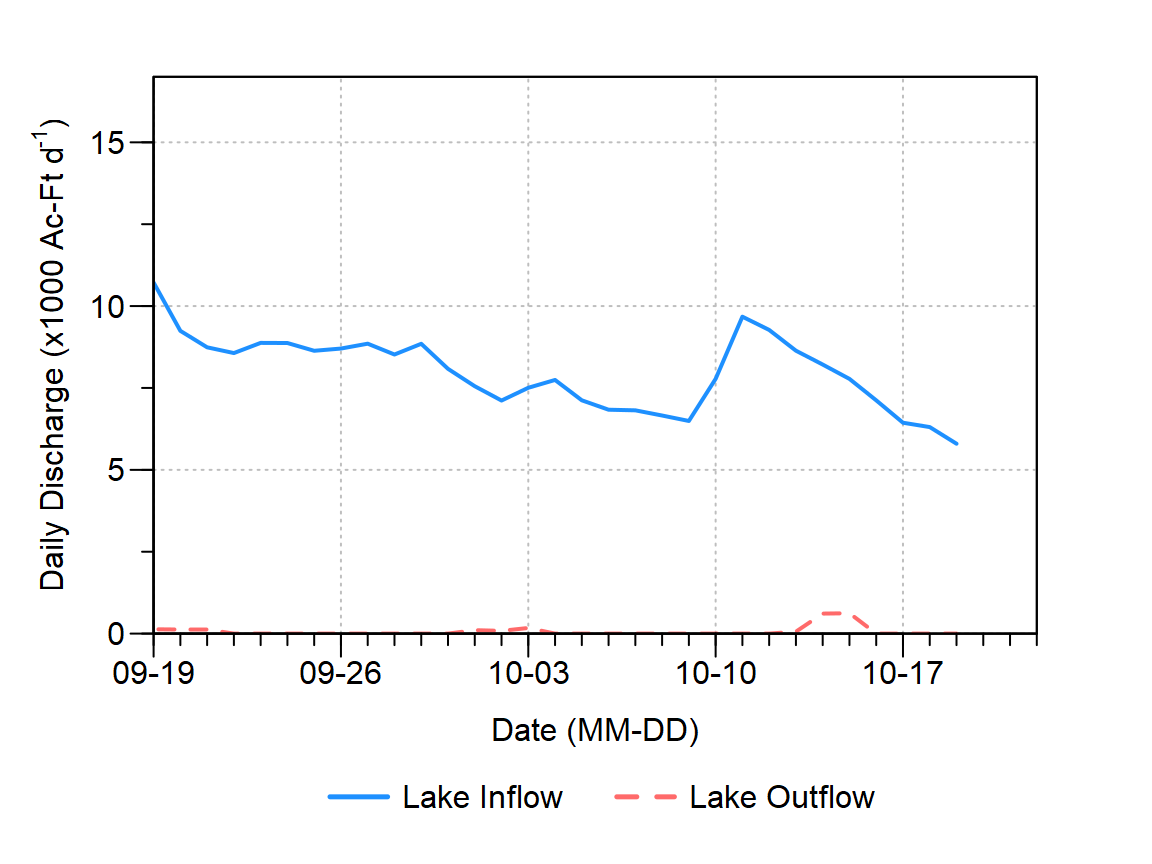 Daily Discharge (x1000 Ac-Ft d-1)
15
10
5
0
09-19 09-26 10-03 10-10 10-17
Date (MM-DD)
Lake Inflow Lake Outflow